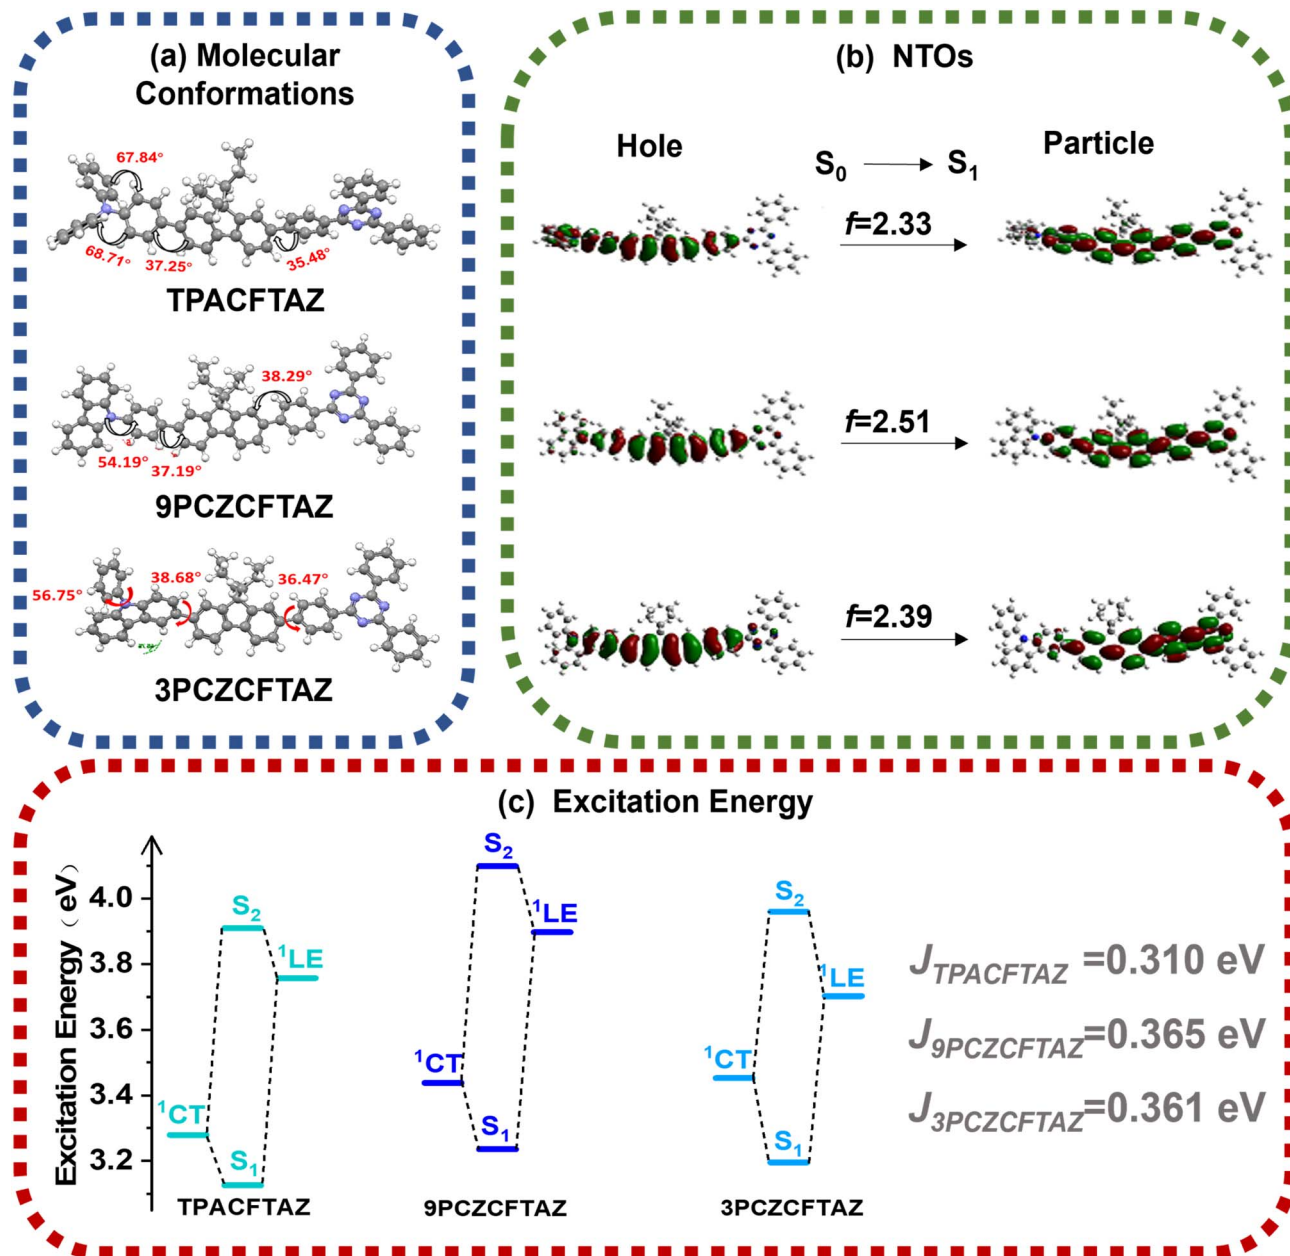 (a) Molecular
Conformations
67.84°
68.71°
37.25°
35.48°
TPACFTAZ
38.29°
54.19°
37.19°
9PCZCFTAZ
56.75°
38.68°
36.47°
3PCZCFTAZ
(b) NTOs
Hole
S₀ → S₁
Particle
f=2.33
f=2.51
f=2.39
(c) Excitation Energy
Excitation Energy（eV）
4.0
3.8
3.6
3.4
3.2
S₂
¹LE
¹CT
S₁
TPACFTAZ
S₂
¹LE
¹CT
S₁
9PCZCFTAZ
S₂
¹LE
¹CT
S₁
3PCZCFTAZ
J_TPACFTAZ =0.310 eV
J_9PCZCFTAZ=0.365 eV
J_3PCZCFTAZ=0.361 eV